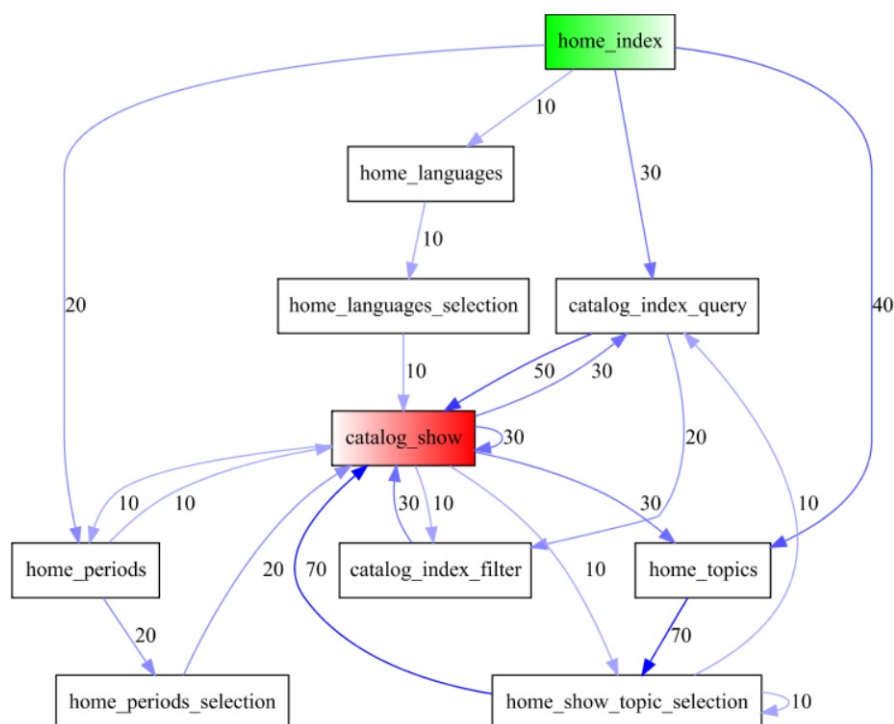 home_index
10
home_languages
30
10
20
40
home_languages_selection
catalog_index_query
10
50
30
catalog_show
30
20
10
10
30
10
30
10
home_periods
catalog_index_filter
home_topics
20
70
10
20
70
home_periods_selection
home_show_topic_selection
10